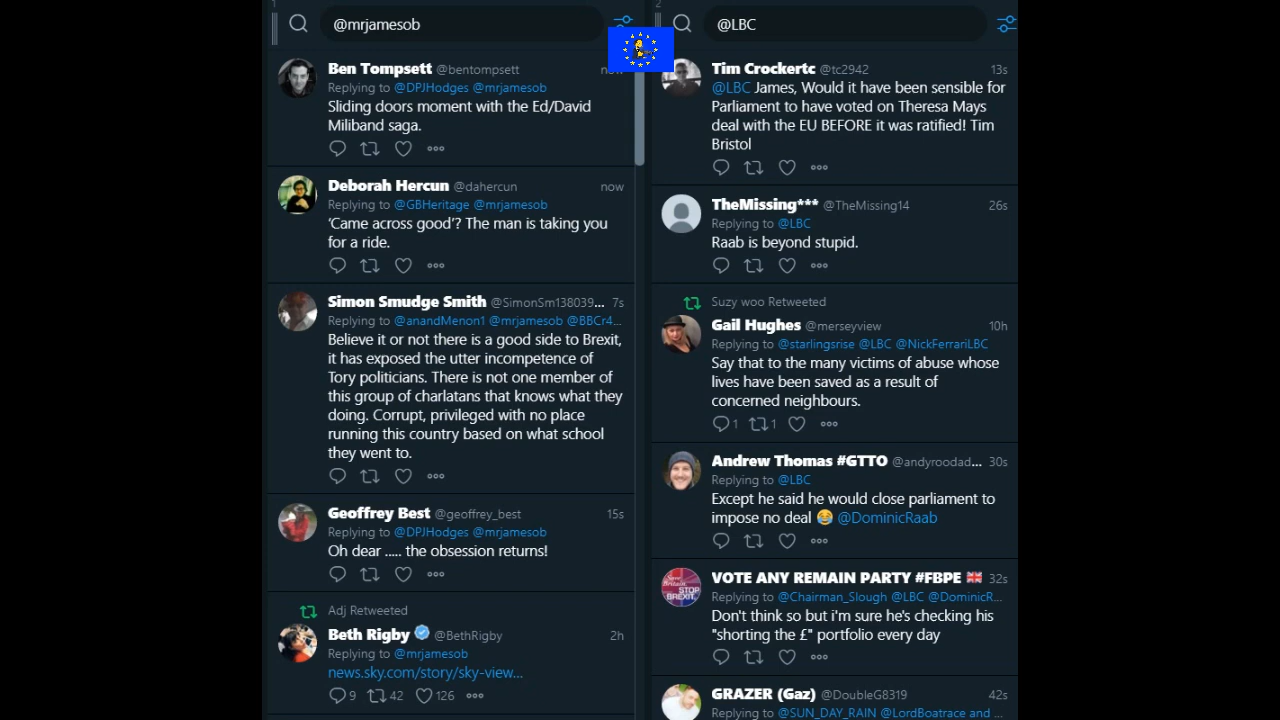 1
@mrjamesob
Ben Tompsett @bentompsett
Replying to @DPJHodges @mrjamesob
Sliding doors moment with the Ed/David
Miliband saga.
Deborah Hercun @dahercun now
Replying to @GBHeritage @mrjamesob
‘Came across good’? The man is taking you
for a ride.
Simon Smudge Smith @SimonSm138039... 7s
Replying to @anandMenon1 @mrjamesob @BBCr4...
Believe it or not there is a good side to Brexit,
it has exposed the utter incompetence of
Tory politicians. There is not one member of
this group of charlatans that knows what they
doing. Corrupt, privileged with no place
running this country based on what school
they went to.
Geoffrey Best @geoffrey_best 15s
Replying to @DPJHodges @mrjamesob
Oh dear ..... the obsession returns!
Adj Retweeted
Beth Rigby @BethRigby 2h
Replying to @mrjamesob
news.sky.com/story/sky-view...
9 42 126
2
@LBC
Tim Crockertc @tc2942 13s
@LBC James, Would it have been sensible for
Parliament to have voted on Theresa Mays
deal with the EU BEFORE it was ratified! Tim
Bristol
TheMissing*** @TheMissing14 26s
Replying to @LBC
Raab is beyond stupid.
Suzy woo Retweeted
Gail Hughes @merseyview 10h
Replying to @starlingsrise @LBC @NickFerrariLBC
Say that to the many victims of abuse whose
lives have been saved as a result of
concerned neighbours.
1 1
Andrew Thomas #GTTO @andyroodad... 30s
Replying to @LBC
Except he said he would close parliament to
impose no deal 😂 @DominicRaab
VOTE ANY REMAIN PARTY #FBPE 🇬🇧 32s
Replying to @Chairman_Slough @LBC @DominicR...
Don't think so but i'm sure he's checking his
"shorting the £" portfolio every day
GRAZER (Gaz) @DoubleG8319 42s
Replying to @SUN_DAY_RAIN @LordBoatrace and ...